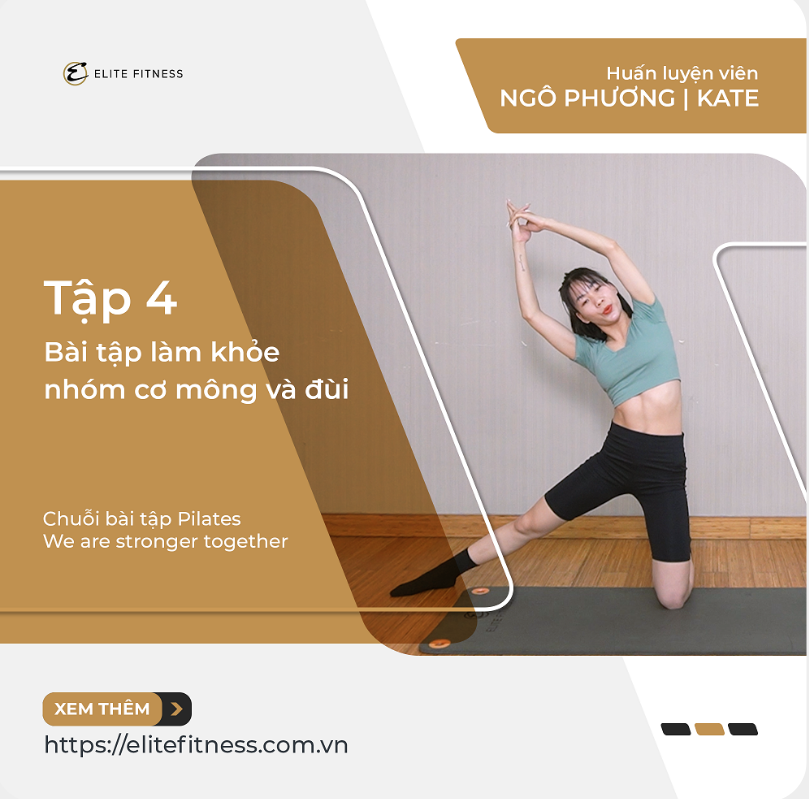 ELITE FITNESS
Huấn luyện viên
NGÔ PHƯƠNG | KATE
Tập 4
Bài tập làm khỏe
nhóm cơ mông và đùi
Chuỗi bài tập Pilates
We are stronger together
XEM THÊM
https://elitefitness.com.vn